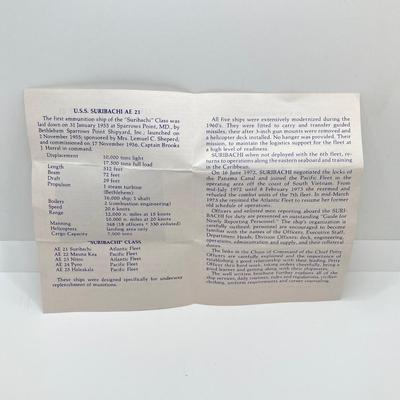 U.S.S. SURIBACHI AE 21
The first ammunition ship of the "Suribachi" Class was
laid down on 31 January 1955 at Sparrows Point, MD., by
Bethlehem Sparrows Point Shipyard, Inc.; launched on
2 November 1955; sponsored by Mrs. Lemuel C. Sheperd;
and commissioned on 17 November 1956, Captain Brooks
J. Harral in command.
Displacement 10,000 tons light
17,500 tons full load
Length 512 feet
Beam 72 feet
Draft 29 feet
Propulsion 1 steam turbine
(Bethlehem)
16,000 shp; 1 shaft
Boilers 2 (combustion engineering)
Speed 20.6 knots
Range 12,000 n. miles at 15 knots
10,000 n. miles at 20 knots
Manning + 330 enlisted)
Helicopters landing area only
Cargo Capacity 7,500 tons
"SURIBACHI" CLASS
AE 21 Suribachi Atlantic Fleet
AE 22 Mauna Kea Pacific Fleet
AE 23 Nitro Atlantic Fleet
AE 24 Pyro Pacific Fleet
AE 25 Haleakala Pacific Fleet
These ships were designed specifically for underway
replenishment of munitions.
All five ships were extensively modernized during the
1960's. They were fitted to carry and transfer guided
missiles, their after 3-inch gun mounts were removed and
a helicopter deck installed. No hangar was provided. Their
mission, to maintain the logistics support for the fleet at
a high level of readiness.
SURIBACHI when not deployed with the 6th fleet, returns
to operations along the eastern seaboard and training
in the Caribbean.
On 16 June 1972, SURIBACHI negotiated the locks of
the Panama Canal and joined the Pacific Fleet in the
operating area off the coast of South Vietnam. From
mid-July 1972 until 8 February 1973 she rearmed and
refueled the combat units of the 7th fleet. In mid-March
1973 she rejoined the Atlantic Fleet to resume her former
schedule of old.
Officers and enlisted men reporting aboard the SURIBACHI
for duty are presented an outstanding "Guide for
Newly Reporting Personnel." The ship's organization is
carefully outlined; personnel are encouraged to become
familiar with the names of the Officers, Executive Staff,
Department Heads, Division Officers; deck, engineering,
operations, administration and supply, and their collateral
duties.
The links in the Chain of Command of the Chief Petty
Officers are carefully explained and the importance of
establishing a good relationship with their leading Petty
Officer thru hard work, taking orders cheerfully, being a
good learner and getting along with their shipmates.
The well written brochure further explains all of the
ship services, daily routines, rules and regulations, civilian
clothing, uniform requirements and career counseling.